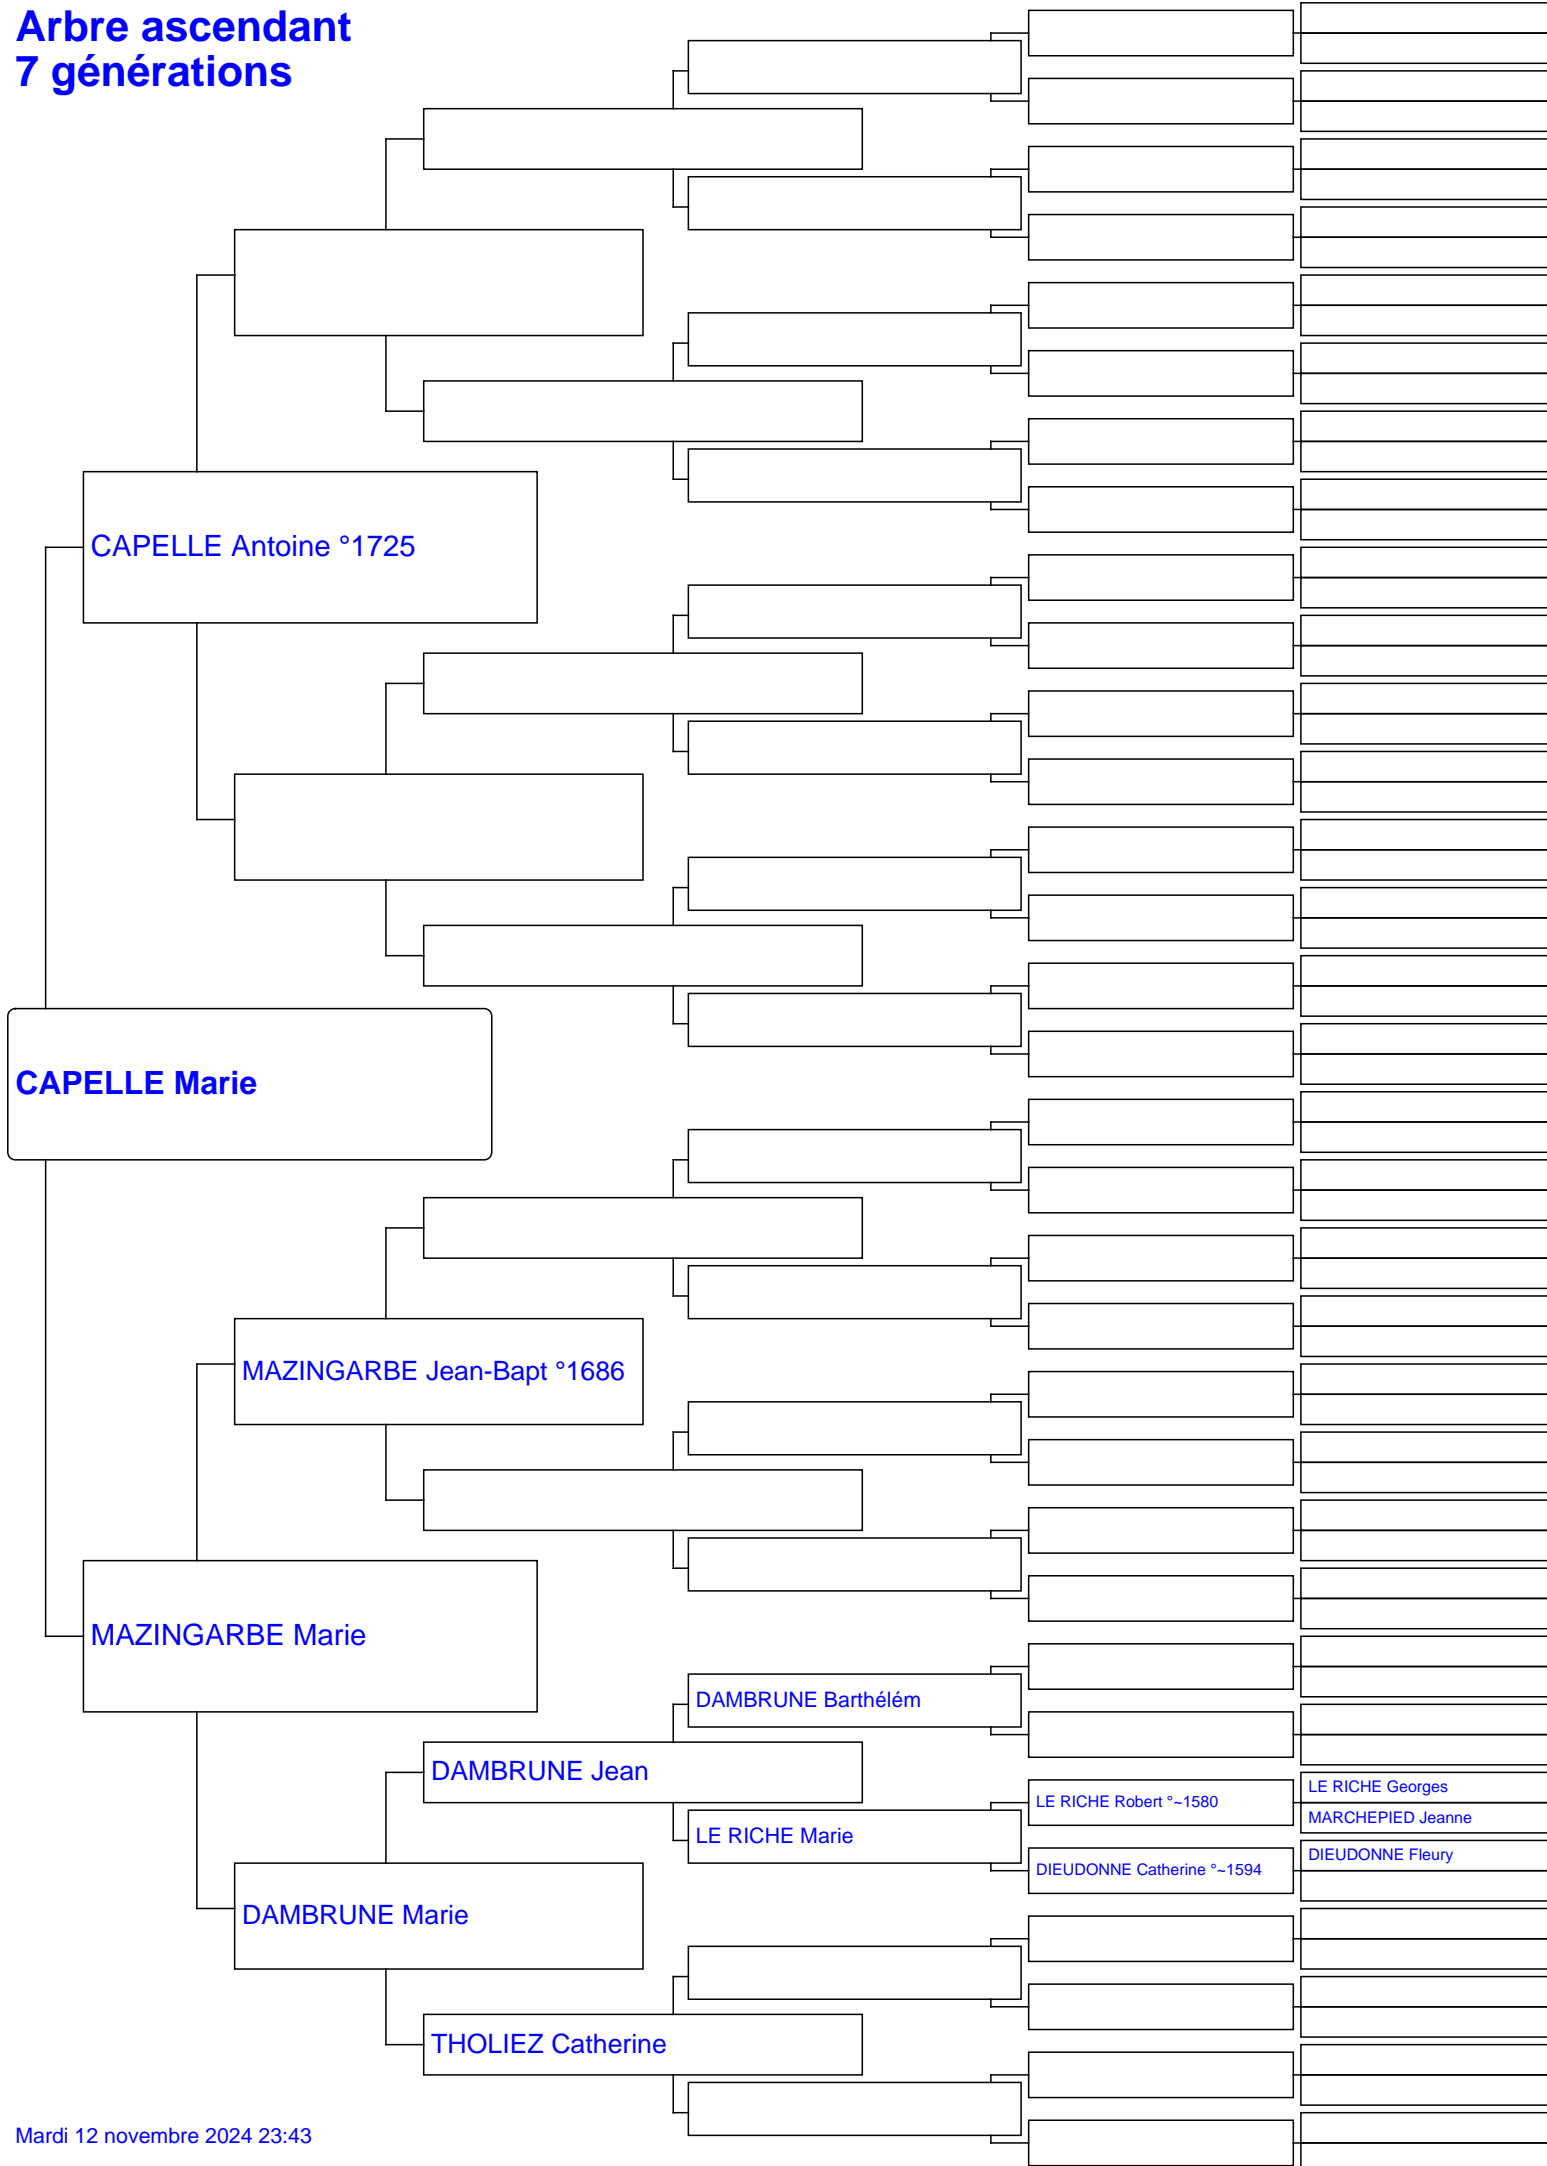 Arbre ascendant
7 générations
CAPELLE Antoine °1725
CAPELLE Marie
MAZINGARBE Jean-Bapt °1686
MAZINGARBE Marie
DAMBRUNE Barthélém
DAMBRUNE Jean
LE RICHE Georges
LE RICHE Robert °~1580
MARCHEPIED Jeanne
LE RICHE Marie
DIEUDONNE Fleury
DIEUDONNE Catherine °~1594
DAMBRUNE Marie
THOLIEZ Catherine
Mardi 12 novembre 2024 23:43